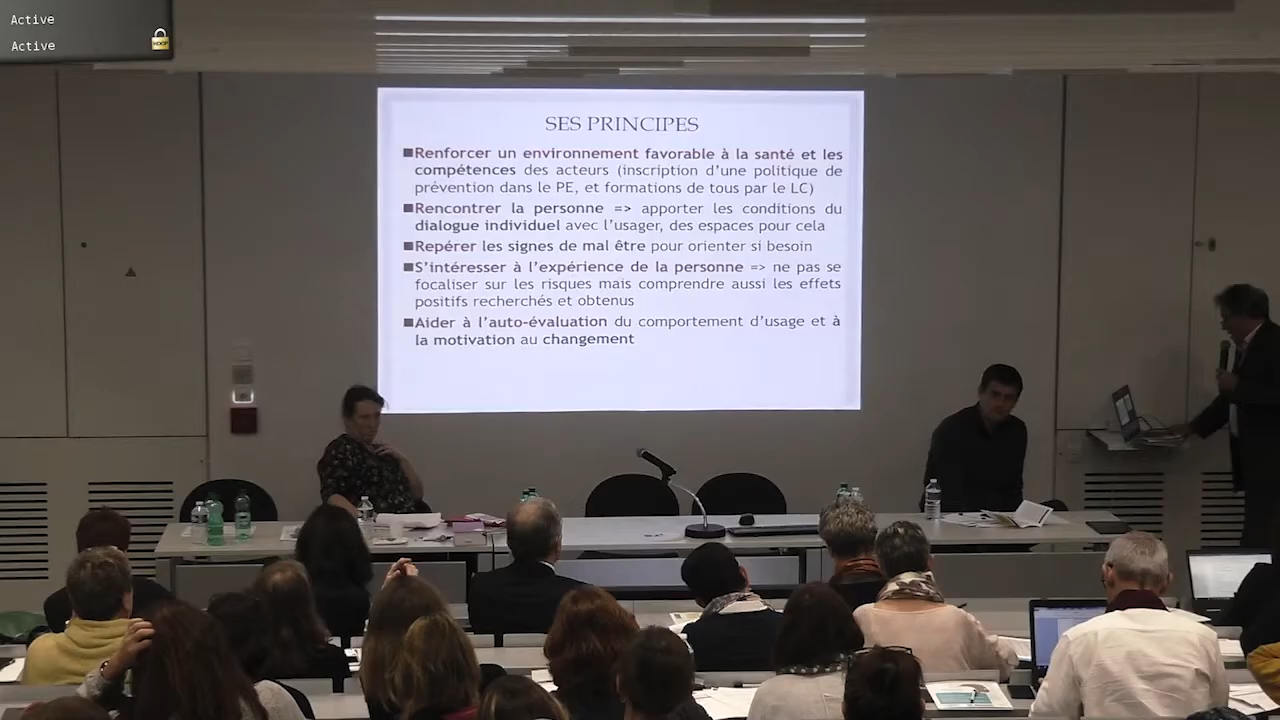 Active
Active
SES PRINCIPES
■Renforcer un environnement favorable à la santé et les
compétences des acteurs (inscription d'une politique de
prévention dans le PE, et formations de tous par le LC)
■Rencontrer la personne => apporter les conditions du
dialogue individuel avec l'usager, des espaces pour cela
■Repérer les signes de mal être pour orienter si besoin
■S'intéresser à l'expérience de la personne => ne pas se
focaliser sur les risques mais comprendre aussi les effets
positifs recherchés et obtenus
■Aider à l'auto-évaluation du comportement d'usage et à
la motivation au changement